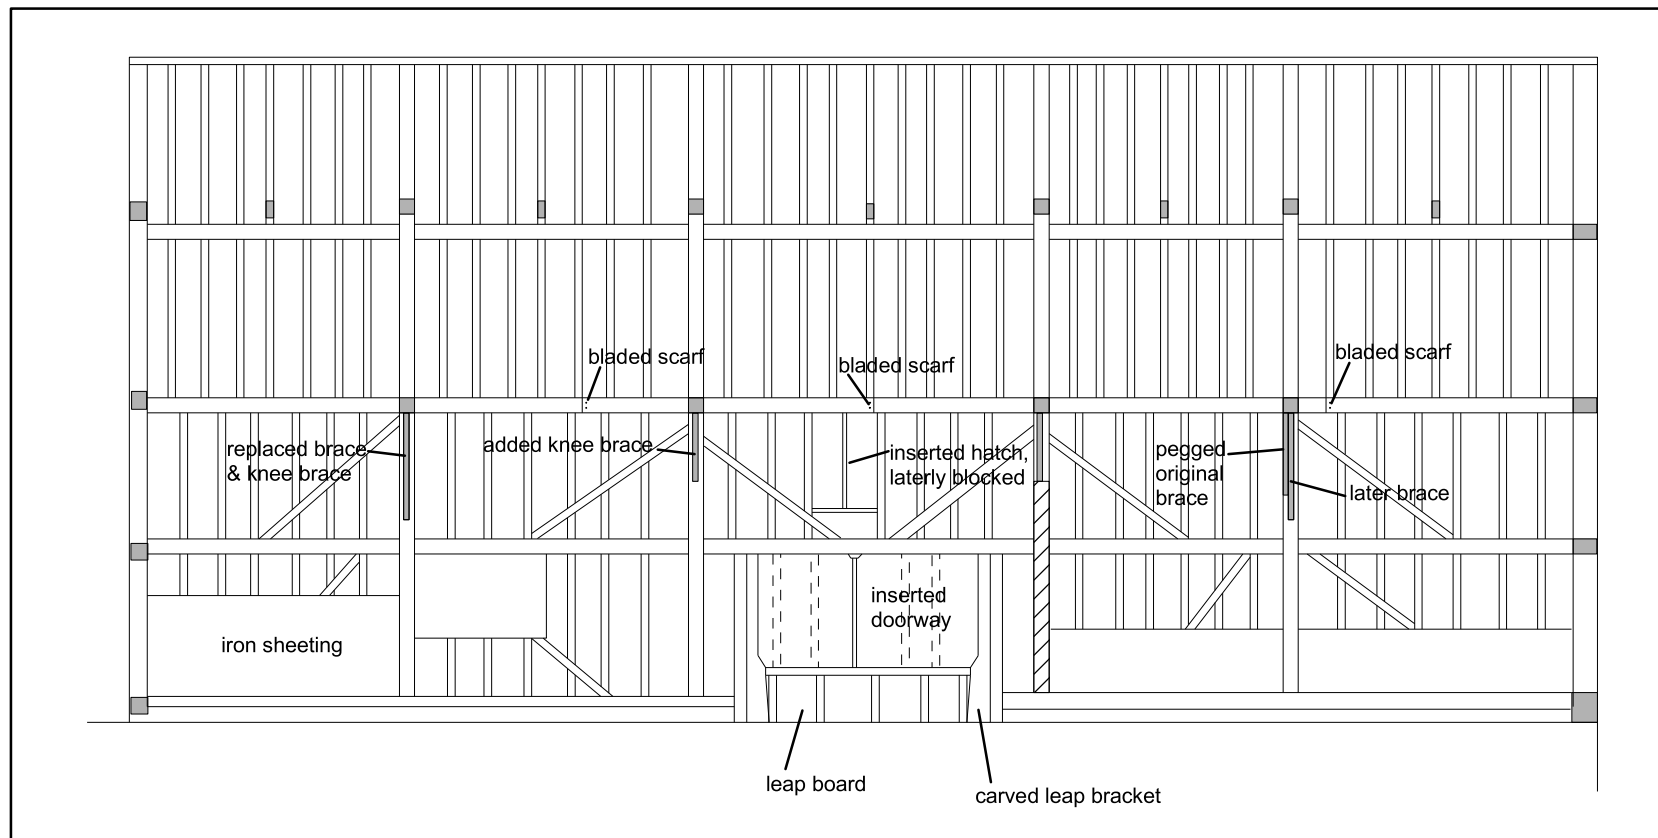 bladed scarf
bladed scarf
bladed scarf
replaced brace
& knee brace
added knee brace
inserted hatch,
laterly blocked
pegged
original
brace
later brace
inserted
doorway
iron sheeting
leap board
carved leap bracket